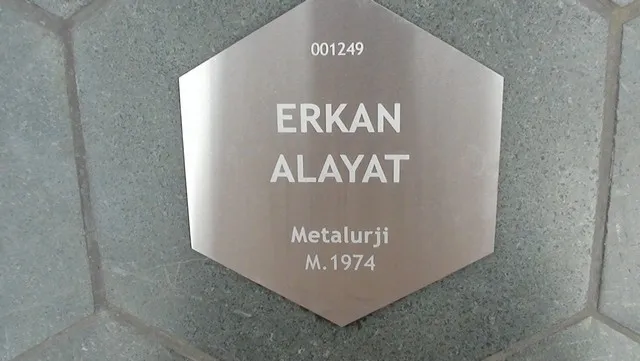 001249
ERKAN
ALAYAT
Metalurji
M.1974